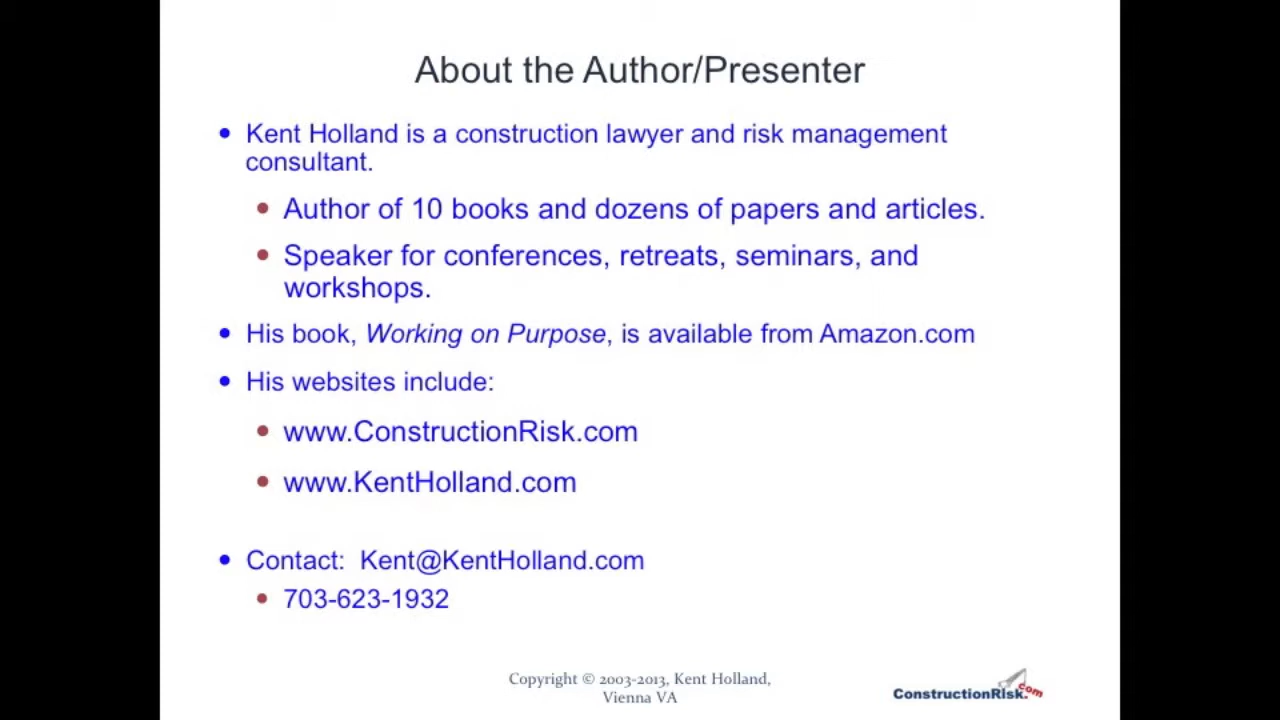 About the Author/Presenter
• Kent Holland is a construction lawyer and risk management
consultant.
• Author of 10 books and dozens of papers and articles.
• Speaker for conferences, retreats, seminars, and
workshops.
• His book, Working on Purpose, is available from Amazon.com
• His websites include:
• www.ConstructionRisk.com
• www.KentHolland.com
• Contact:  Kent@KentHolland.com
• 703-623-1932
Copyright © 2003-2013, Kent Holland,
Vienna VA
ConstructionRisk.com